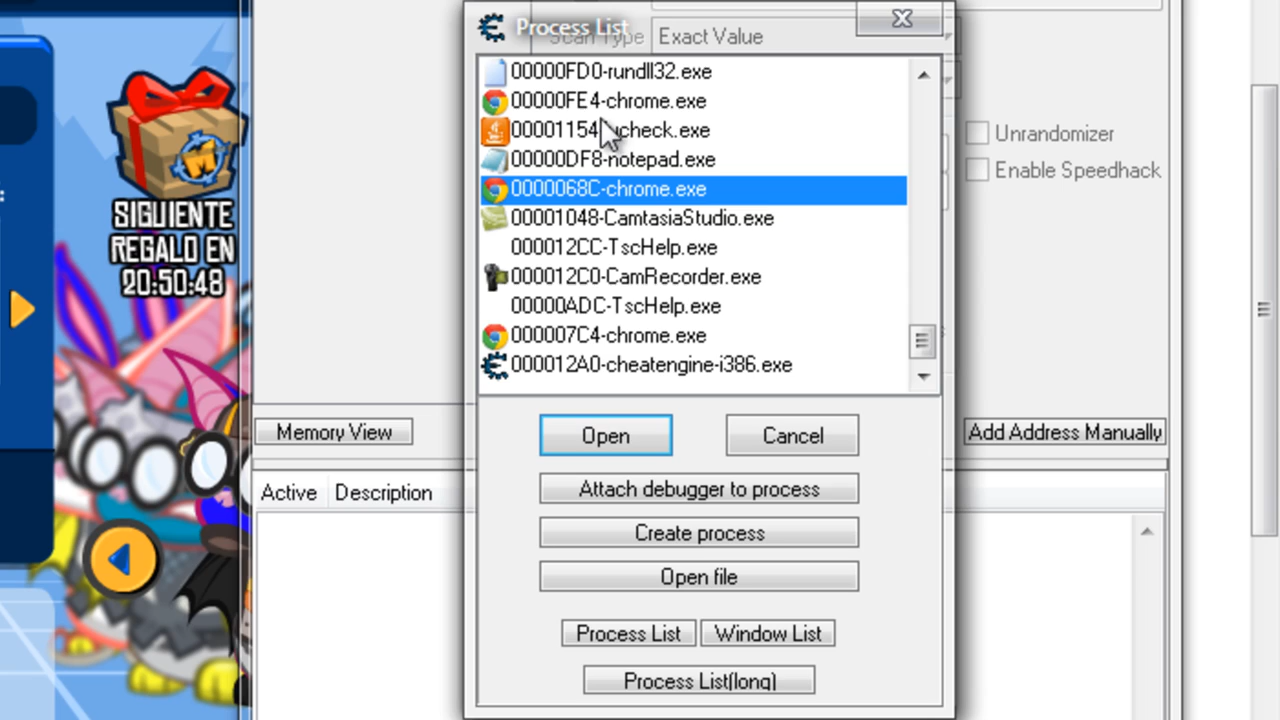 Process List
Scan Type
Exact Value
00000FD0-rundll32.exe
00000FE4-chrome.exe
00001154
ucheck.exe
00000DF8-notepad.exe
0000068C-chrome.exe
00001048-CamtasiaStudio.exe
000012CC-TscHelp.exe
000012C0-CamRecorder.exe
00000ADC-TscHelp.exe
000007C4-chrome.exe
000012A0-cheatengine-i386.exe
Open
Cancel
Attach debugger to process
Create process
Open file
Process List
Window List
Process List(long)
Unrandomizer
Enable Speedhack
Memory View
Add Address Manually
Active
Description
SIGUIENTE
REGALO EN
20:50:48
M